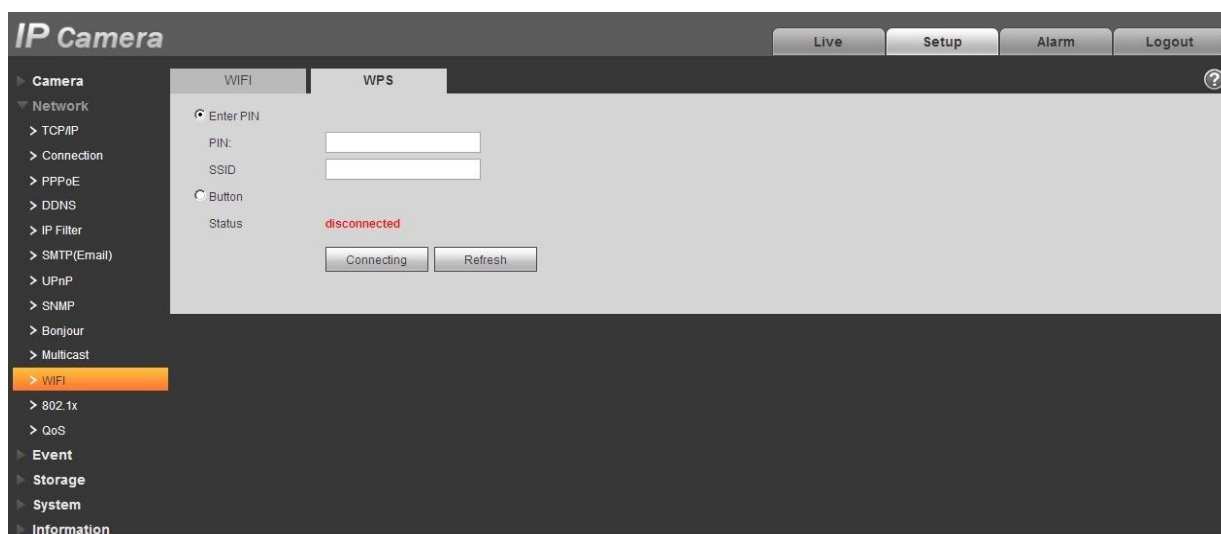 IP Camera
Live Setup Alarm Logout
Camera
Network
> TCP/IP
> Connection
> PPPoE
> DDNS
> IP Filter
> SMTP(Email)
> UPnP
> SNMP
> Bonjour
> Multicast
> WIFI
> 802.1x
> QoS
Event
Storage
System
Information
WIFI WPS
?
Enter PIN
PIN:
SSID
Button
Status disconnected
Connecting Refresh